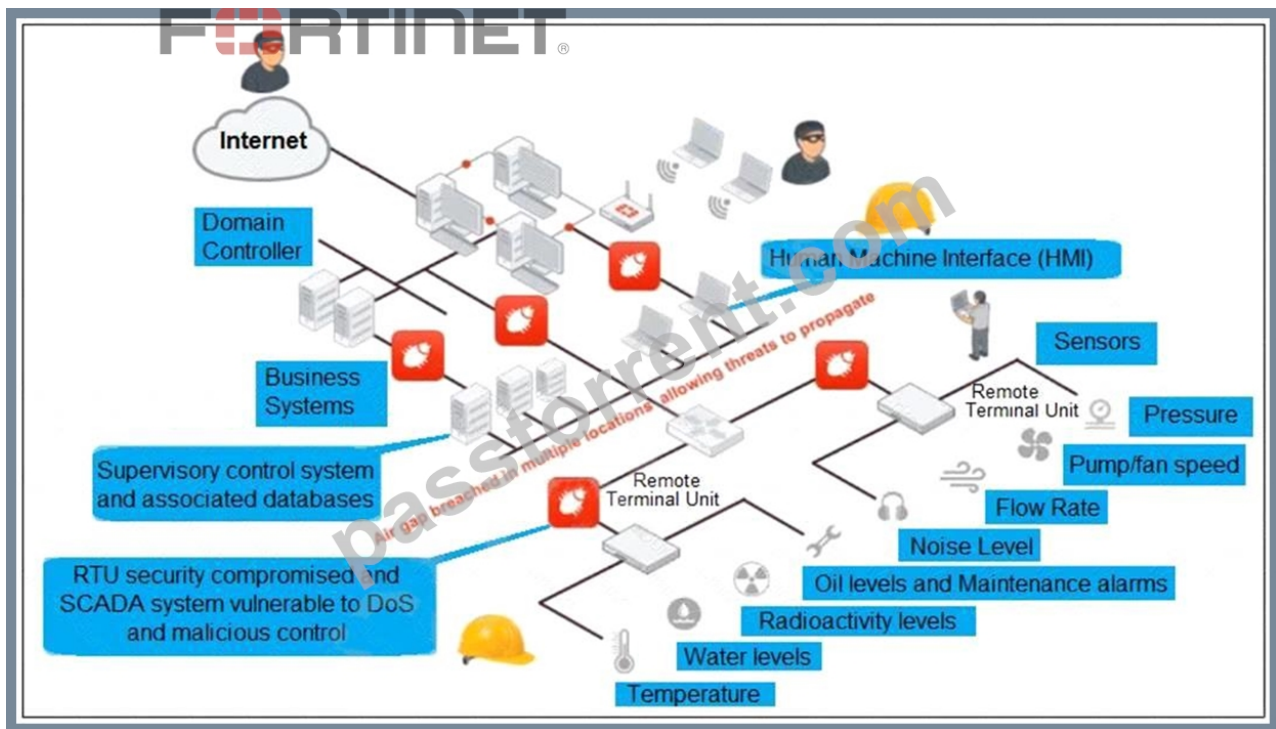 FORTINET®
Internet
Domain
Controller
Human Machine Interface (HMI)
Air gap breached in multiple locations, allowing threats to propagate
passtorrent.com
Sensors
Remote
Terminal Unit
Pressure
Business
Systems
Pump/fan speed
Supervisory control system
and associated databases
Remote
Terminal Unit
Flow Rate
Noise Level
RTU security compromised and
SCADA system vulnerable to DoS
and malicious control
Oil levels and Maintenance alarms
Radioactivity levels
Water levels
Temperature